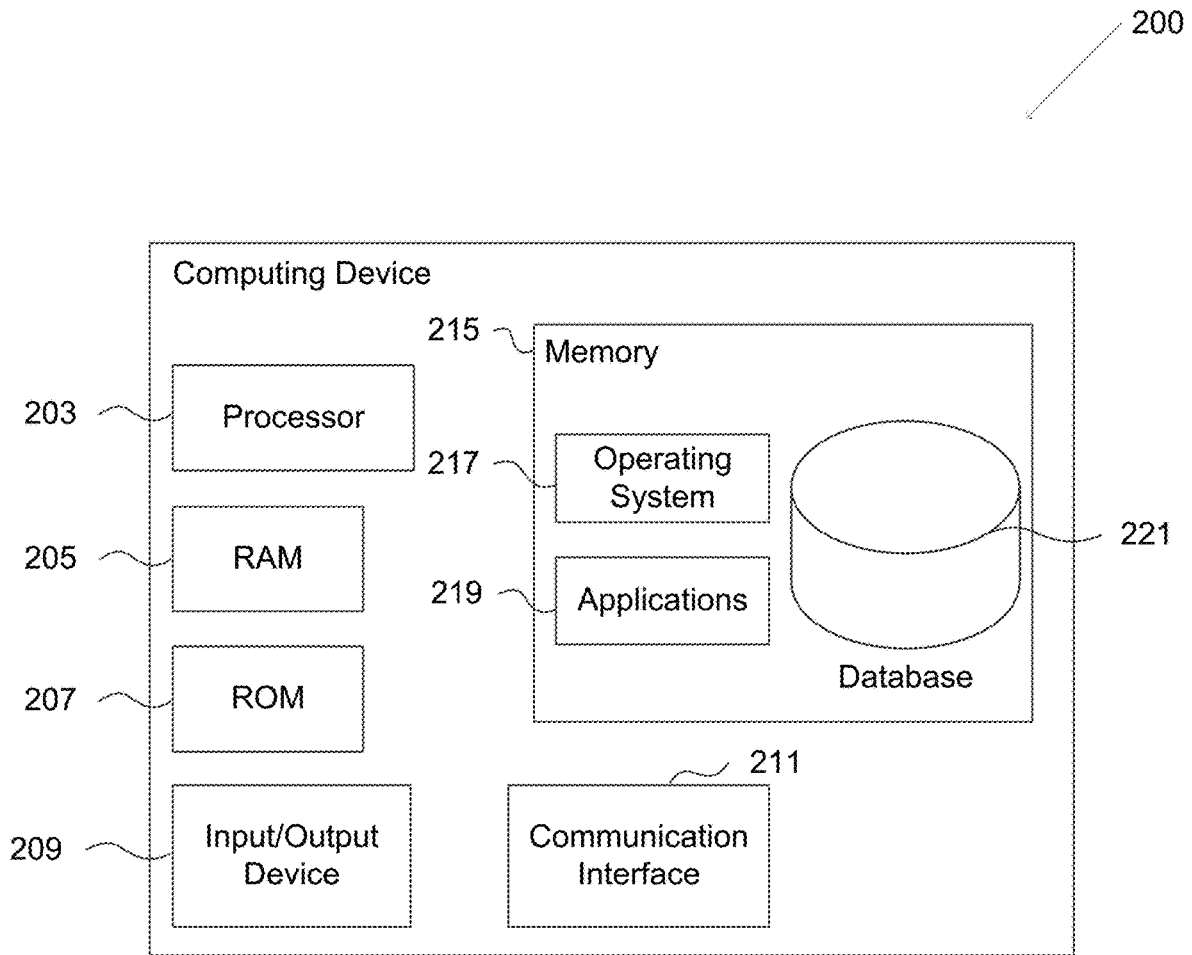 200
Computing Device
215
Memory
203
Processor
217
Operating
System
221
205
RAM
219
Applications
207
ROM
Database
211
209
Input/Output
Device
Communication
Interface